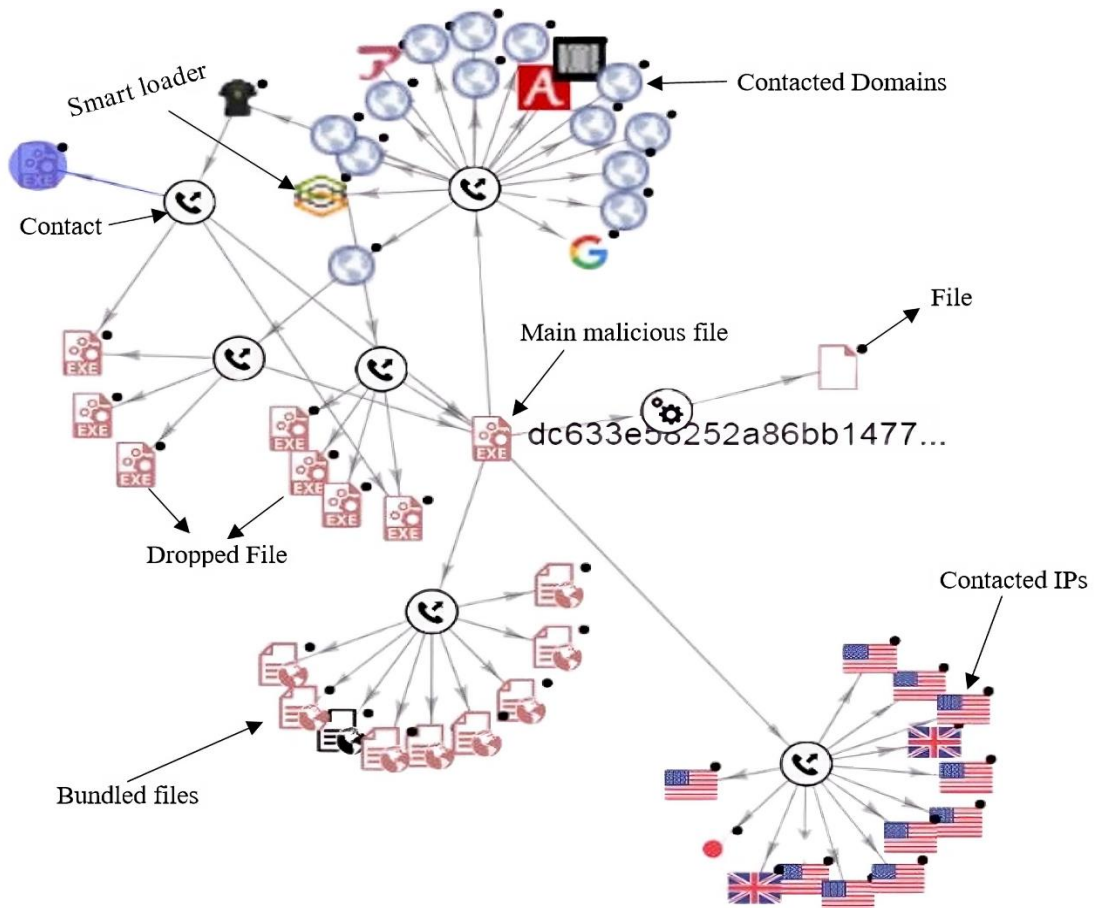 Smart loader
Contacted Domains
A
EXE
Contact
G
File
Main malicious file
EXE
EXE
EXE
EXE
dc633e58252a86bb1477...
EXE
EXE
EXE
EXE
EXE
Dropped File
Contacted IPs
Bundled files